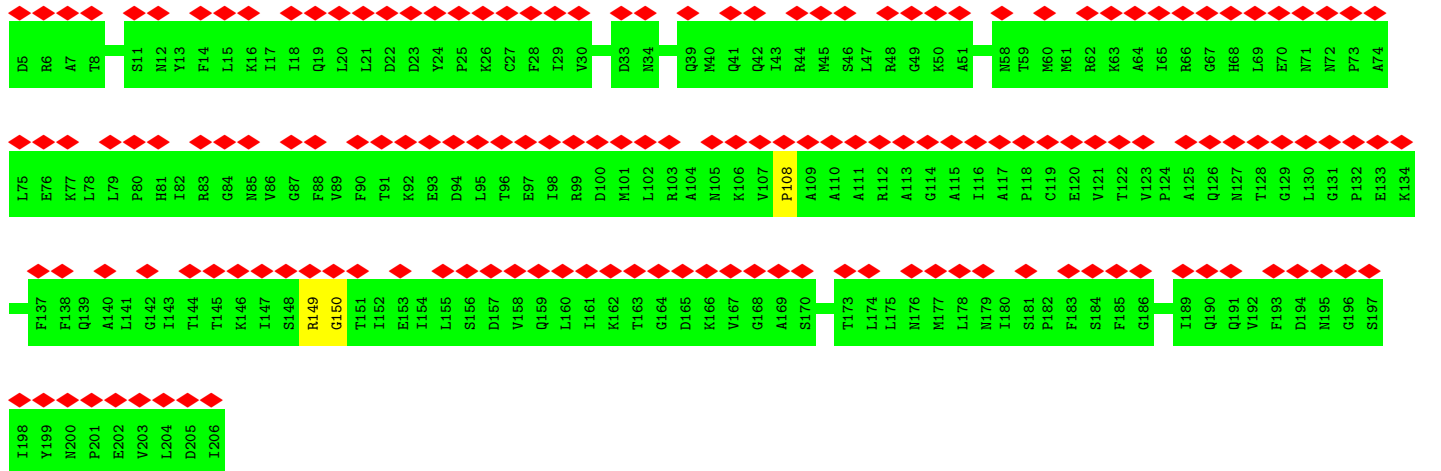 D5 R6 A7 T8 S11 N12 Y13 F14 L15 K16 I17 I18 Q19 L20 L21 D22 D23 Y24 P25 K26 C27 F28 I29 V30 D33 N34 Q39 M40 Q41 Q42 I43 R44 M45 S46 L47 R48 G49 K50 A51 N58 T59 M60 M61 R62 K63 A64 I65 R66 G67 H68 L69 E70 N71 N72 P73 A74
L75 E76 K77 L78 L79 P80 H81 I82 R83 G84 N85 V86 G87 F88 V89 F90 T91 K92 E93 D94 L95 T96 E97 I98 R99 D100 M101 L102 R103 A104 N105 K106 V107 P108 A109 A110 A111 R112 A113 G114 A115 I116 A117 P118 C119 E120 V121 T122 V123 P124 A125 Q126 N127 T128 G129 L130 G131 P132 E133 K134
F137 F138 Q139 A140 L141 G142 I143 T144 T145 K146 I147 S148 R149 G150 T151 I152 E153 I154 L155 S156 D157 V158 Q159 L160 I161 K162 T163 G164 D165 K166 V167 G168 A169 S170 T173 L174 L175 N176 M177 L178 N179 I180 S181 P182 F183 S184 F185 G186 I189 Q190 Q191 V192 F193 D194 N195 G196 S197
I198 Y199 N200 P201 E202 V203 L204 D205 I206